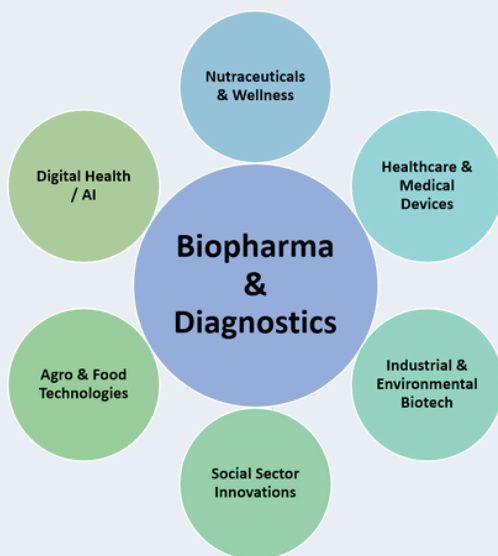 Nutraceuticals
& Wellness
Digital Health
/ AI
Healthcare &
Medical
Devices
Biopharma
&
Diagnostics
Agro & Food
Technologies
Industrial &
Environmental
Biotech
Social Sector
Innovations